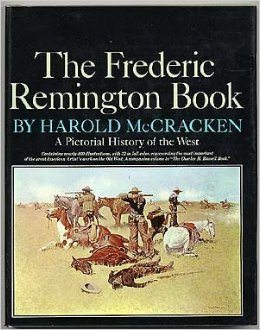 The Frederic
Remington Book
BY HAROLD McCRACKEN
A Pictorial History of the West
Containing nearly 400 illustrations, with 32 in full color, representing the most important
of the great American Artist's work on the Old West. A companion volume to "The Charles M. Russell Book."